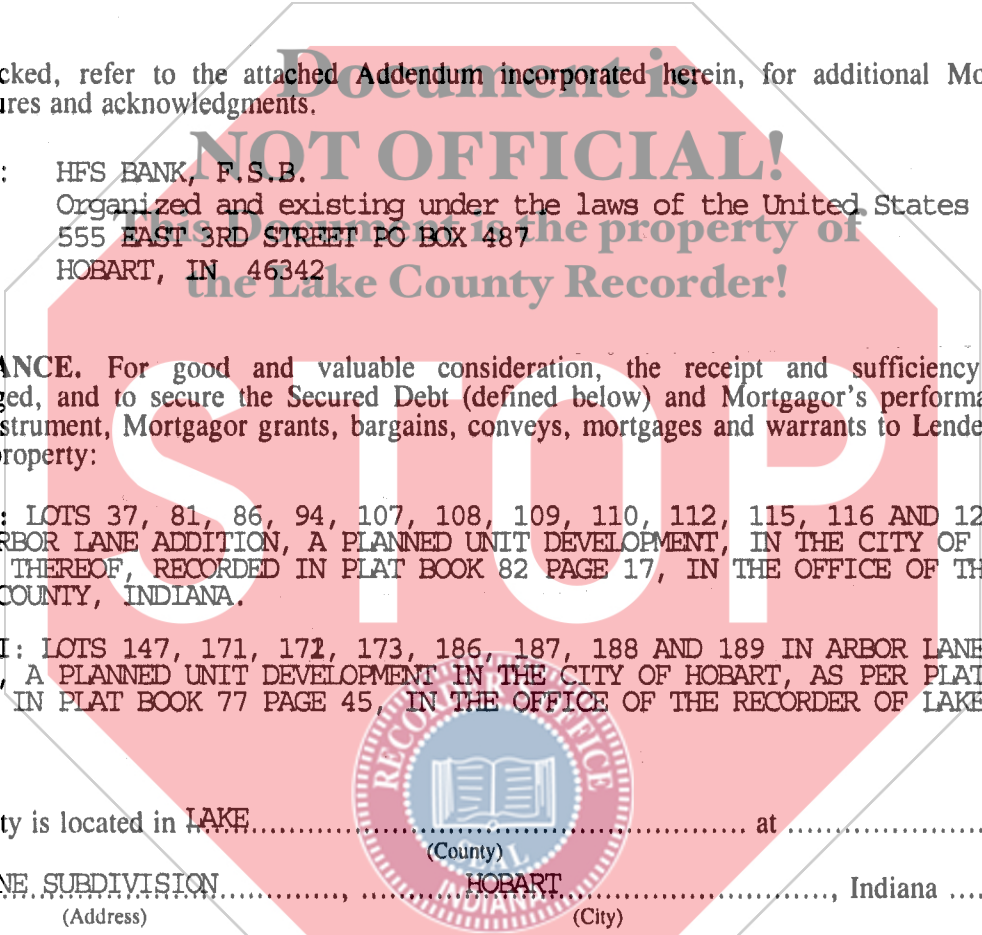 cked, refer to the attached Addendum incorporated herein, for additional Mo
ures and acknowledgments.
Document is
NOT OFFICIAL!
This Document is the property of
the Lake County Recorder!
: HFS BANK, F.S.B.
Organized and existing under the laws of the United States
555 EAST 3RD STREET PO BOX 487
HOBART, IN 46342
ANCE. For good and valuable consideration, the receipt and sufficiency
ged, and to secure the Secured Debt (defined below) and Mortgagor's performa
strument, Mortgagor grants, bargains, conveys, mortgages and warrants to Lende
property:
STOP
: LOTS 37, 81, 86, 94, 107, 108, 109, 110, 112, 115, 116 AND 12
RBOR LANE ADDITION, A PLANNED UNIT DEVELOPMENT, IN THE CITY OF
THEREOF, RECORDED IN PLAT BOOK 82 PAGE 17, IN THE OFFICE OF TH
COUNTY, INDIANA.
I: LOTS 147, 171, 172, 173, 186, 187, 188 AND 189 IN ARBOR LANE
, A PLANNED UNIT DEVELOPMENT IN THE CITY OF HOBART, AS PER PLAT
IN PLAT BOOK 77 PAGE 45, IN THE OFFICE OF THE RECORDER OF LAKE
RECORDER'S OFFICE
SEAL
INDIANA
ty is located in LAKE at
(County)
NE SUBDIVISION, HOBART, Indiana
(Address) (City)